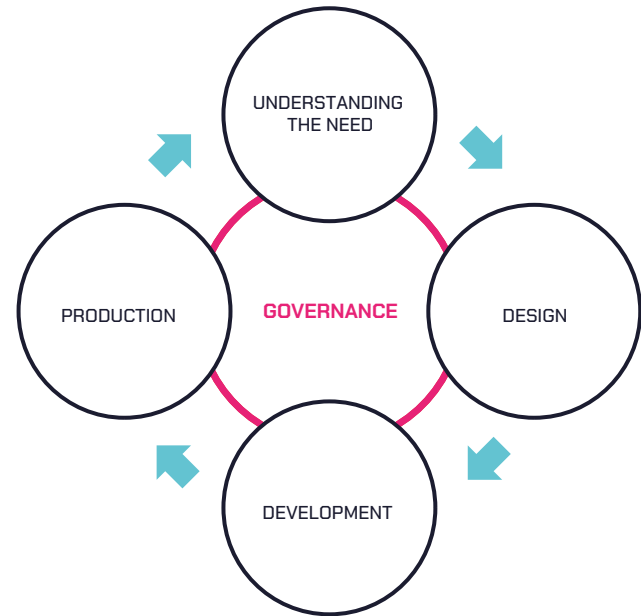 UNDERSTANDING
THE NEED
PRODUCTION
GOVERNANCE
DESIGN
DEVELOPMENT